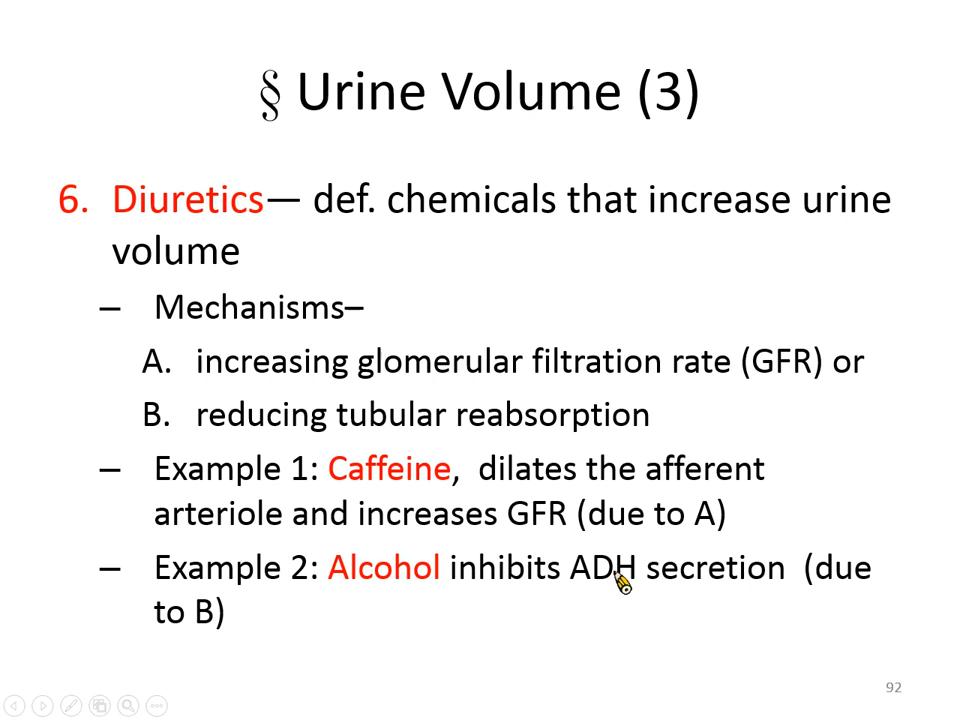 § Urine Volume (3)
6. Diuretics— def. chemicals that increase urine
volume
– Mechanisms–
A. increasing glomerular filtration rate (GFR) or
B. reducing tubular reabsorption
– Example 1: Caffeine, dilates the afferent
arteriole and increases GFR (due to A)
– Example 2: Alcohol inhibits ADH secretion (due
to B)
92